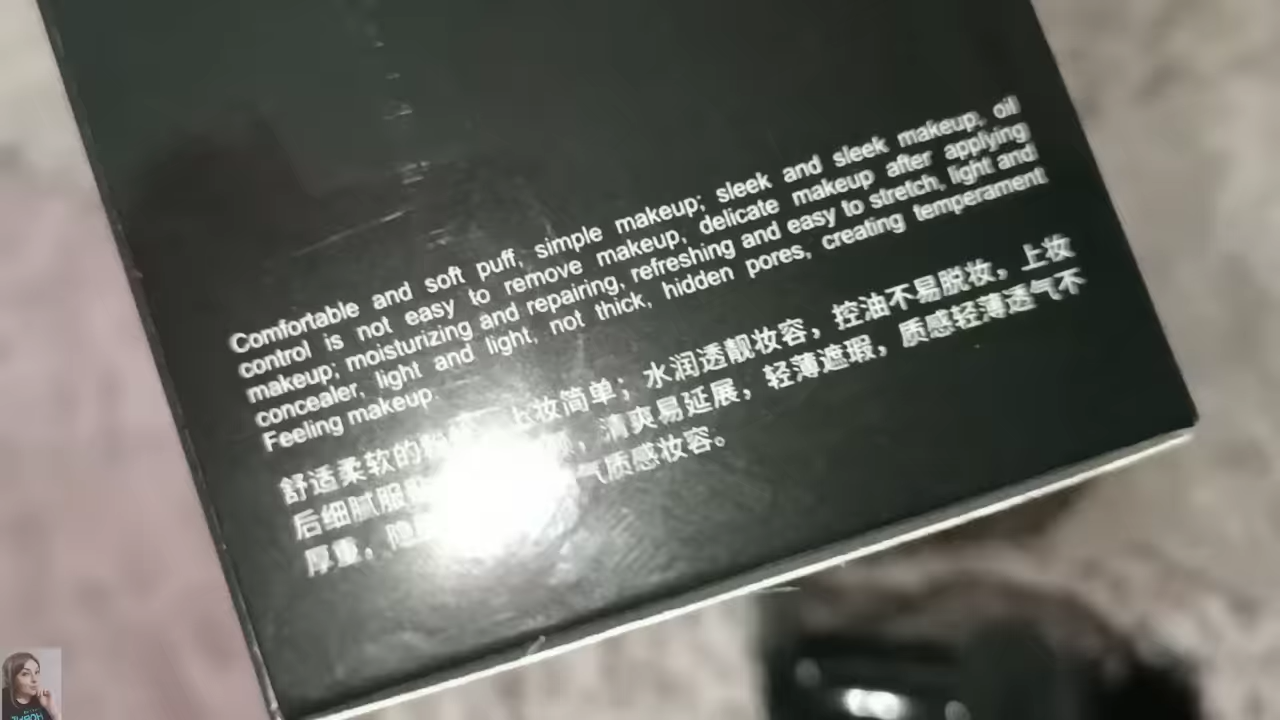 Comfortable and soft puff, simple makeup; sleek and sleek makeup, oil
control is not easy to remove makeup, delicate makeup after applying
makeup; moisturizing and repairing, refreshing and easy to stretch, light and
concealer, light and light, not thick, hidden pores, creating temperament
Feeling makeup.
舒适柔软的 上妆简单；水润透靓妆容，控油不易脱妆，上妆
后细腻服 ，清爽易延展，轻薄遮瑕，质感轻薄透气不
厚重，隐 气质感妆容。